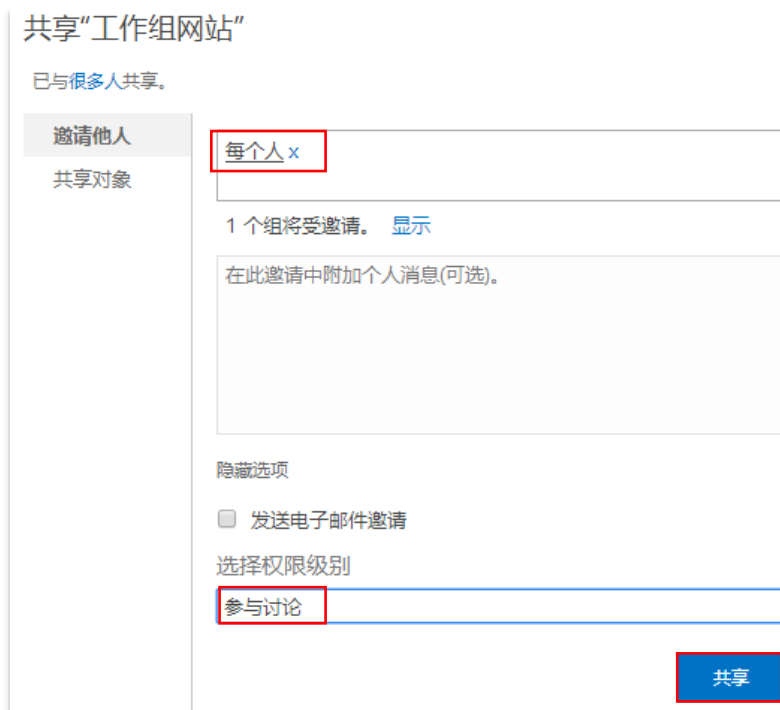 共享“工作组网站”
已与很多人共享。
邀请他人
共享对象
每个人 x
1 个组将受邀请。 显示
在此邀请中附加个人消息(可选)。
隐藏选项
发送电子邮件邀请
选择权限级别
参与讨论
共享